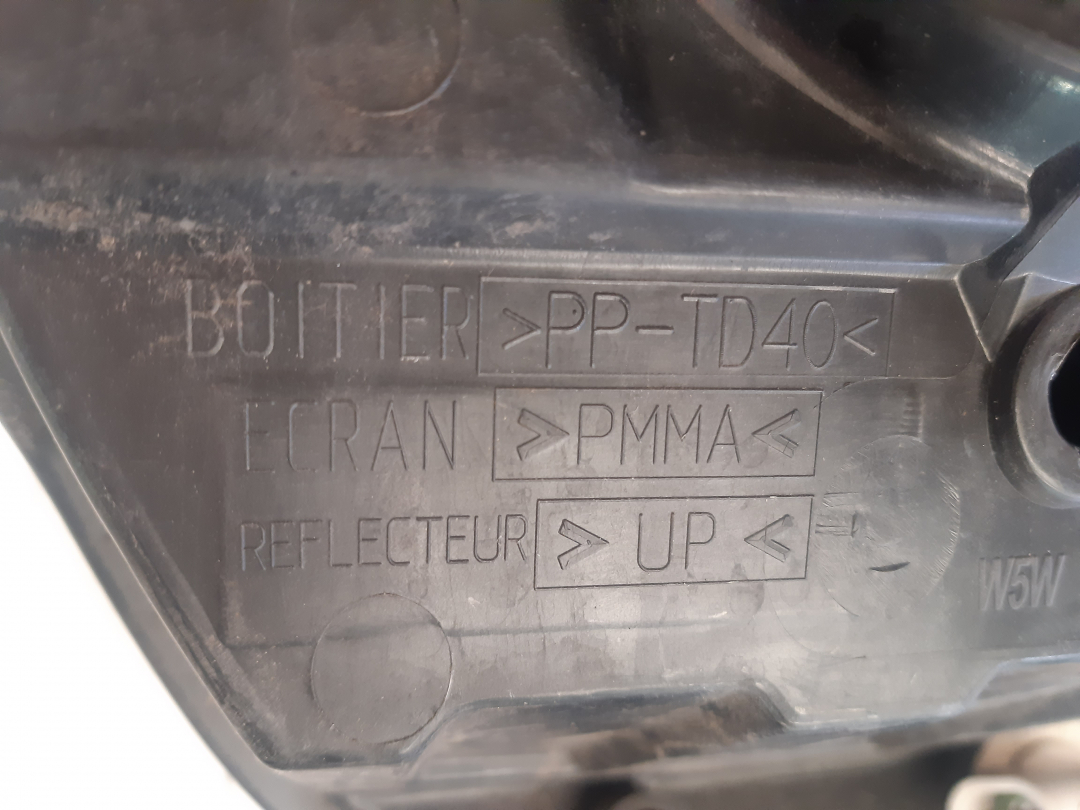 BOITIER >PP-TD40<
ECRAN >PMMA<
REFLECTEUR > UP <
W5W